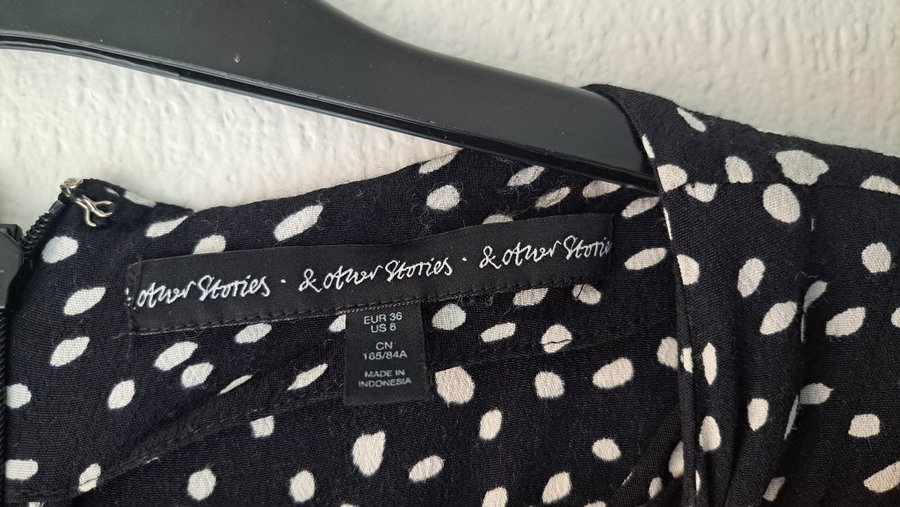 other Stories · & other Stories · & other Stories
EUR 36
US 6
CN
165/84A
MADE IN
INDONESIA